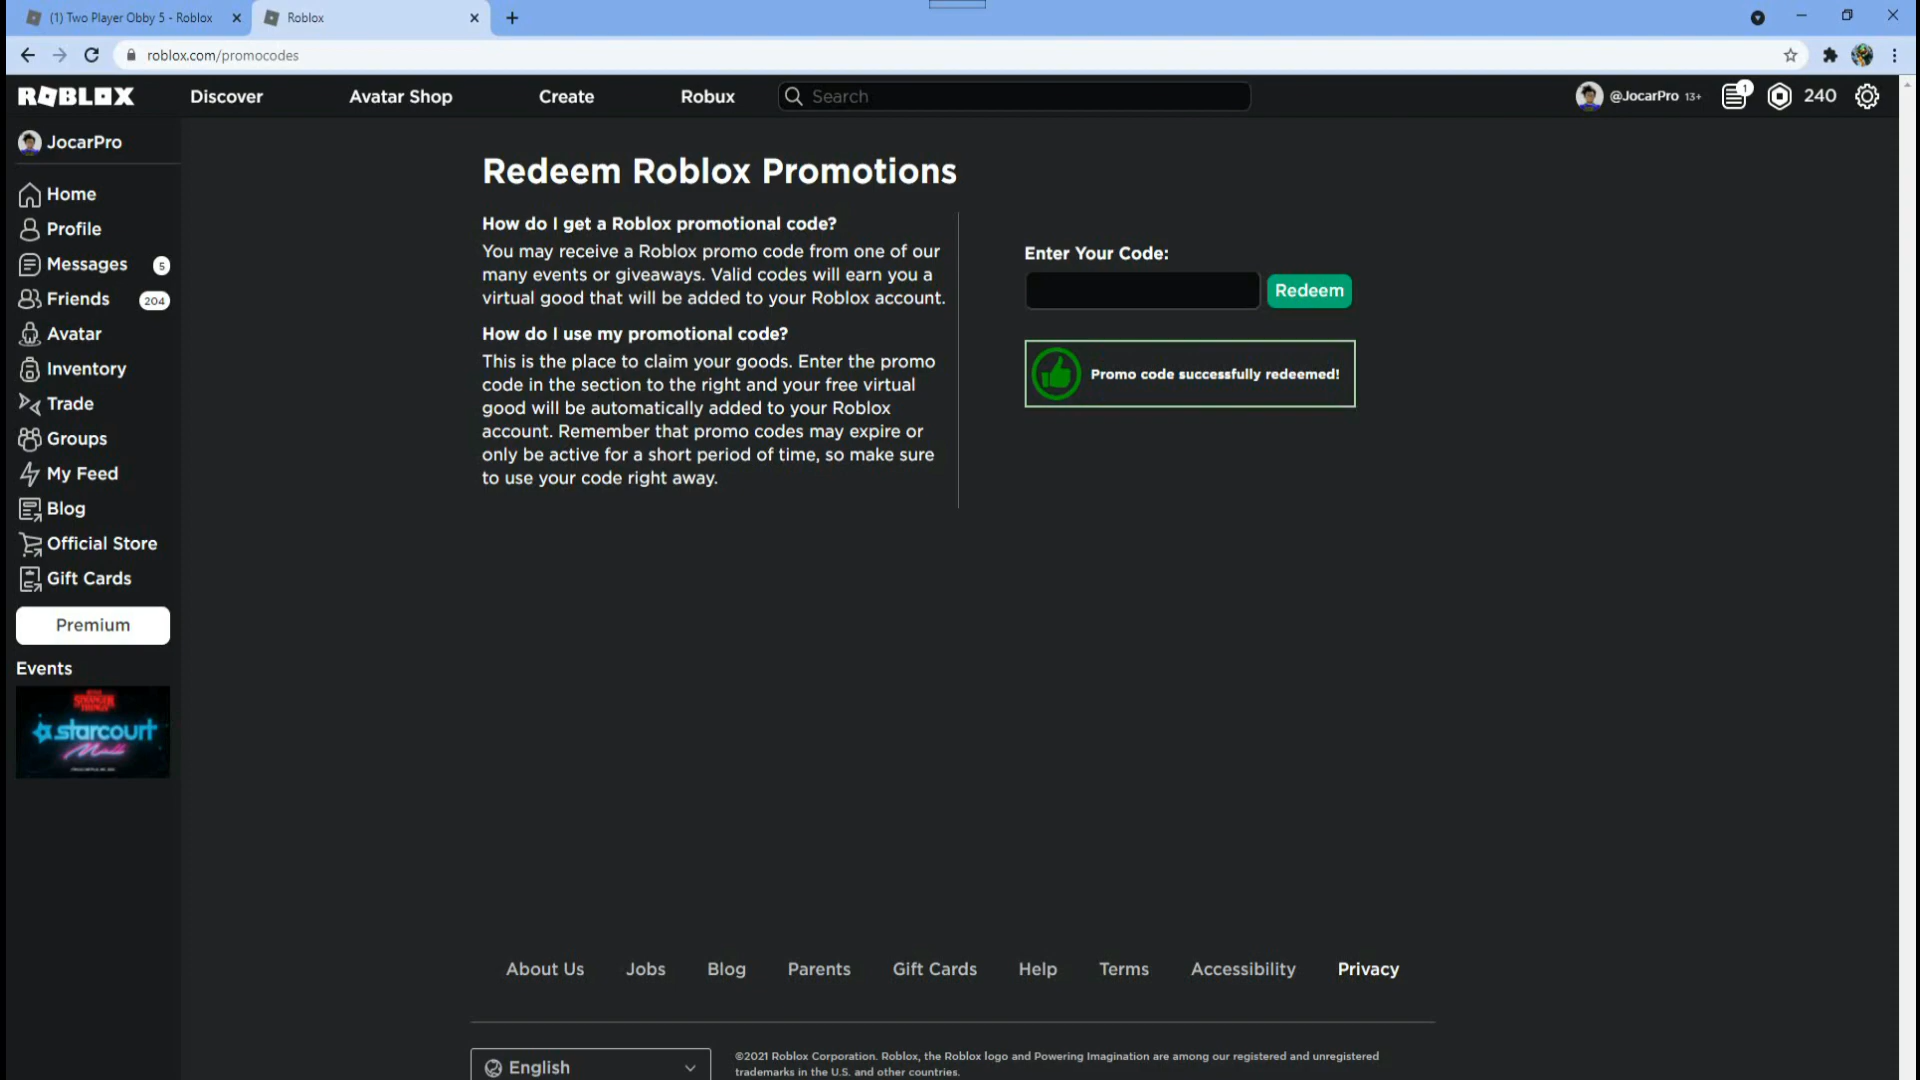 (1) Two Player Obby 5 - Roblox
Roblox
roblox.com/promocodes
ROBLOX
Discover
Avatar Shop
Create
Robux
Search
@JocarPro 13+
1
240
JocarPro
Home
Profile
Messages 5
Friends 204
Avatar
Inventory
Trade
Groups
My Feed
Blog
Official Store
Gift Cards
Premium
Events
STRANGER
THINGS
starcourt
Mall
Redeem Roblox Promotions
How do I get a Roblox promotional code?
You may receive a Roblox promo code from one of our
many events or giveaways. Valid codes will earn you a
virtual good that will be added to your Roblox account.
How do I use my promotional code?
This is the place to claim your goods. Enter the promo
code in the section to the right and your free virtual
good will be automatically added to your Roblox
account. Remember that promo codes may expire or
only be active for a short period of time, so make sure
to use your code right away.
Enter Your Code:
Redeem
Promo code successfully redeemed!
About Us
Jobs
Blog
Parents
Gift Cards
Help
Terms
Accessibility
Privacy
English
©2021 Roblox Corporation. Roblox, the Roblox logo and Powering Imagination are among our registered and unregistered
trademarks in the U.S. and other countries.